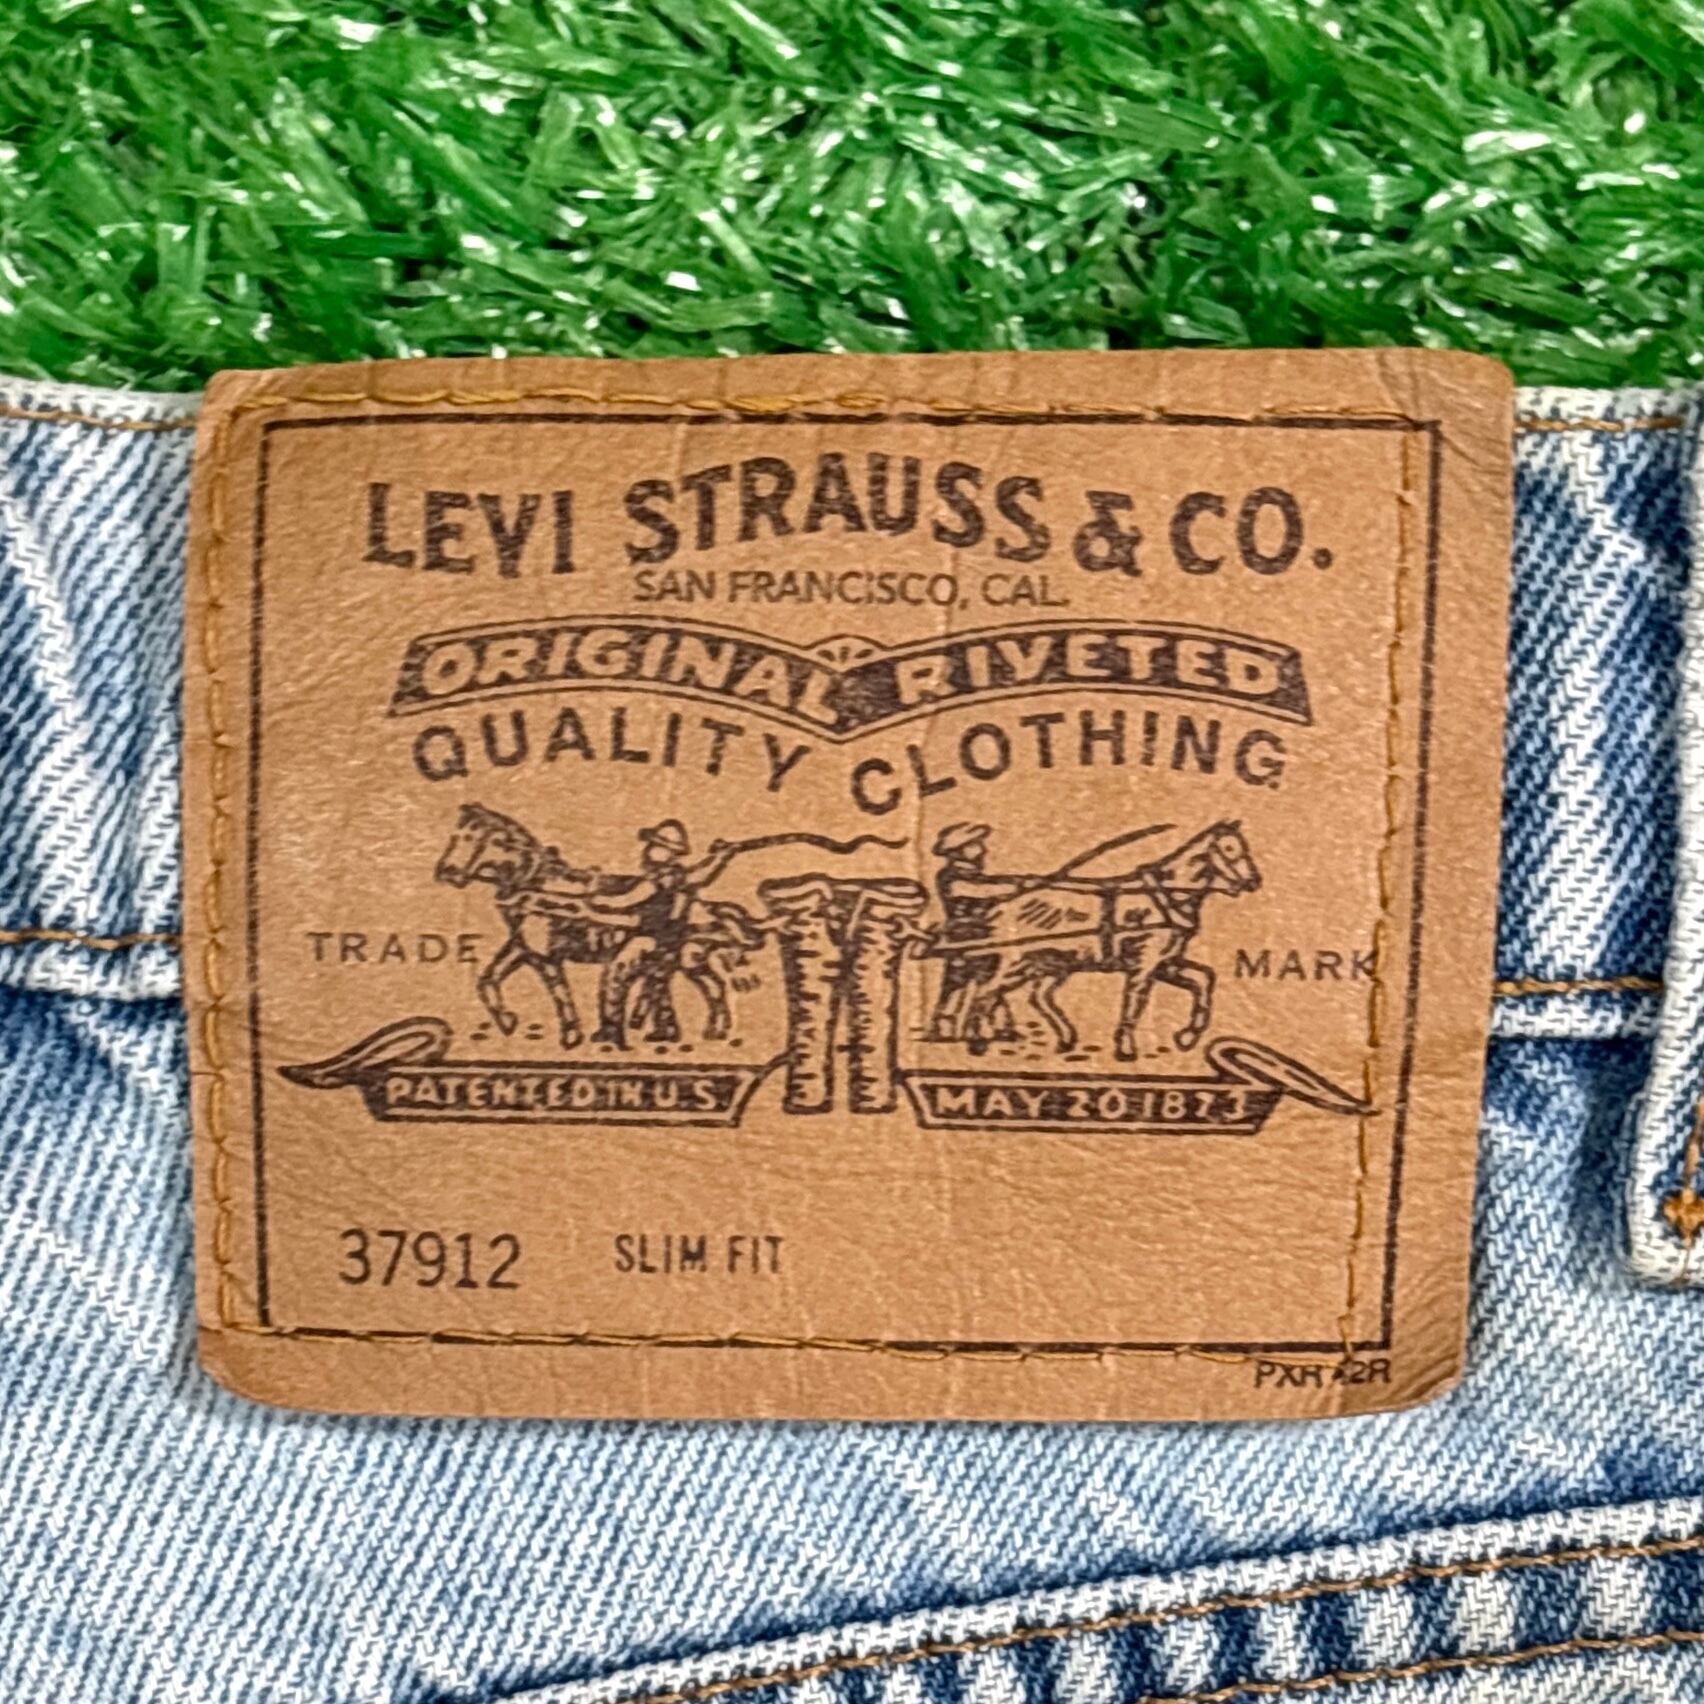 LEVI STRAUSS & CO.
SAN FRANCISCO, CAL.
ORIGINAL RIVETED
QUALITY CLOTHING
TRADE MARK
PATENTED IN U.S. MAY 20 1873
37912 SLIM FIT